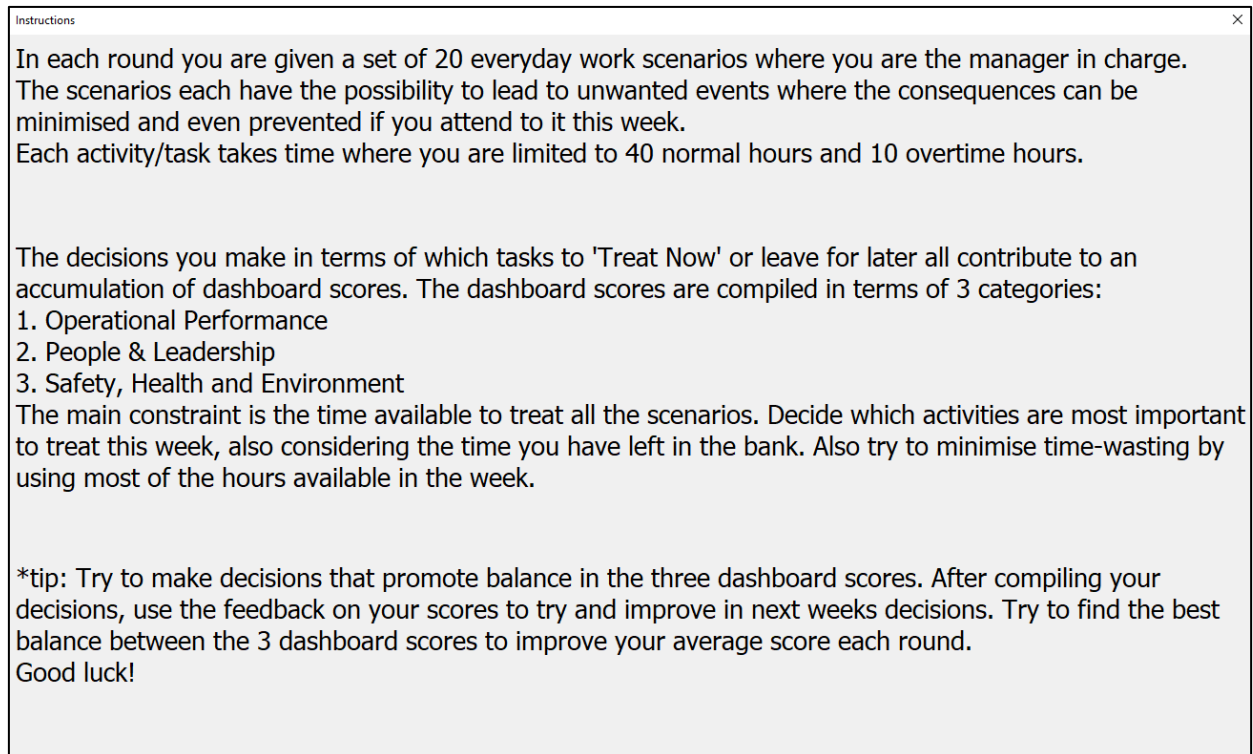 Instructions
In each round you are given a set of 20 everyday work scenarios where you are the manager in charge.
The scenarios each have the possibility to lead to unwanted events where the consequences can be
minimised and even prevented if you attend to it this week.
Each activity/task takes time where you are limited to 40 normal hours and 10 overtime hours.
The decisions you make in terms of which tasks to 'Treat Now' or leave for later all contribute to an
accumulation of dashboard scores. The dashboard scores are compiled in terms of 3 categories:
1. Operational Performance
2. People & Leadership
3. Safety, Health and Environment
The main constraint is the time available to treat all the scenarios. Decide which activities are most important
to treat this week, also considering the time you have left in the bank. Also try to minimise time-wasting by
using most of the hours available in the week.
*tip: Try to make decisions that promote balance in the three dashboard scores. After compiling your
decisions, use the feedback on your scores to try and improve in next weeks decisions. Try to find the best
balance between the 3 dashboard scores to improve your average score each round.
Good luck!